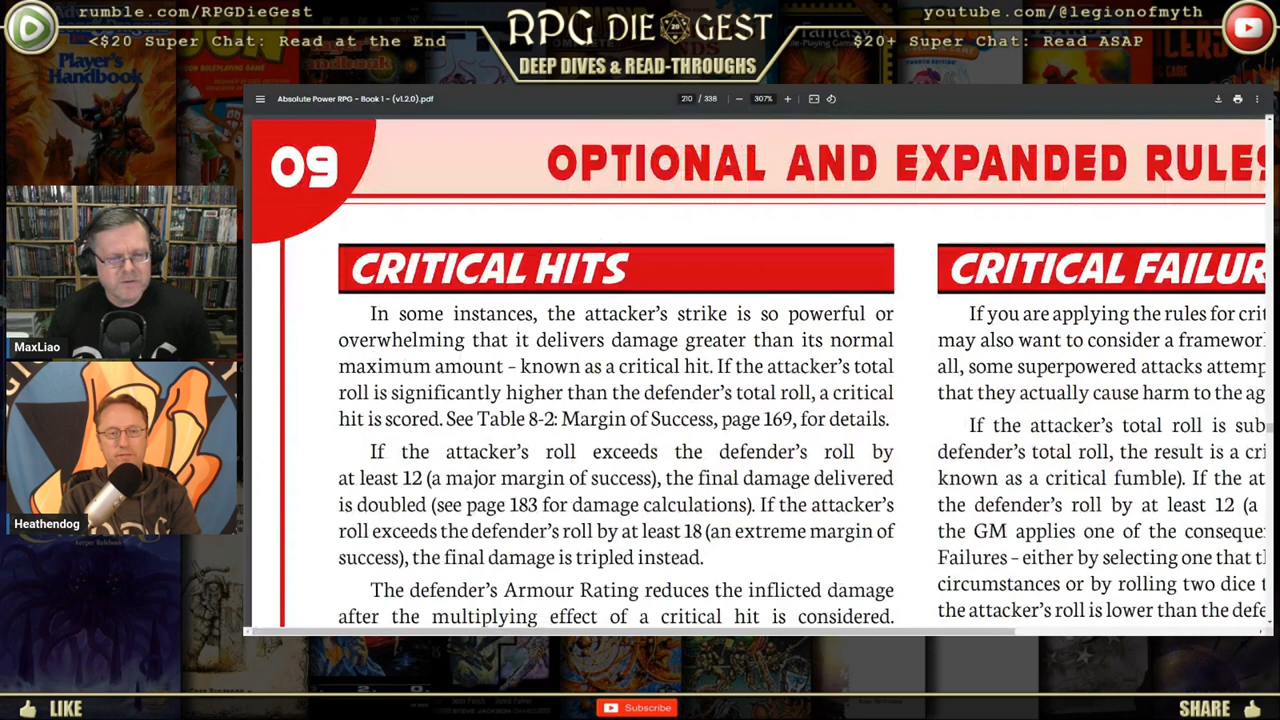 rumble.com/RPGDieGest
<$20 Super Chat: Read at the End
RPG DIE GEST
DEEP DIVES & READ-THROUGHS
youtube.com/@legionofmyth
$20+ Super Chat: Read ASAP
Player's
Handbook
Absolute Power RPG - Book 1 - (v1.2.0).pdf
210 / 338
307%
09
OPTIONAL AND EXPANDED RULES
CRITICAL HITS
In some instances, the attacker's strike is so powerful or
overwhelming that it delivers damage greater than its normal
maximum amount – known as a critical hit. If the attacker's total
roll is significantly higher than the defender's total roll, a critical
hit is scored. See Table 8-2: Margin of Success, page 169, for details.
If the attacker's roll exceeds the defender's roll by
at least 12 (a major margin of success), the final damage delivered
is doubled (see page 183 for damage calculations). If the attacker's
roll exceeds the defender's roll by at least 18 (an extreme margin of
success), the final damage is tripled instead.
The defender's Armour Rating reduces the inflicted damage
after the multiplying effect of a critical hit is considered.
CRITICAL FAILUR
If you are applying the rules for crit
may also want to consider a framewor
all, some superpowered attacks attemp
that they actually cause harm to the ag
If the attacker's total roll is sub
defender's total roll, the result is a cri
known as a critical fumble). If the at
the defender's roll by at least 12 (a
the GM applies one of the conseque
Failures – either by selecting one that t
circumstances or by rolling two dice t
the attacker's roll is lower than the defe
MaxLiao
Heathendog
LIKE
Subscribe
SHARE